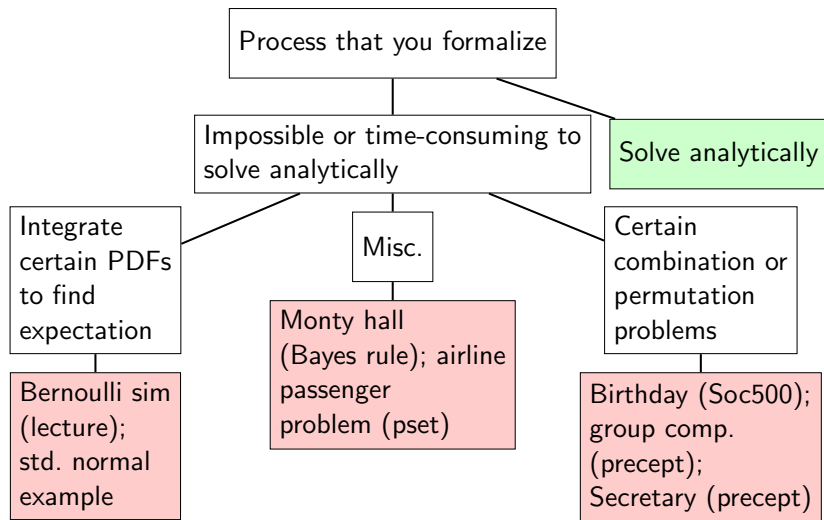 Process that you formalize
Impossible or time-consuming to
solve analytically
Solve analytically
Integrate
certain PDFs
to find
expectation
Misc.
Certain
combination or
permutation
problems
Bernoulli sim
(lecture);
std. normal
example
Monty hall
(Bayes rule); airline
passenger
problem (pset)
Birthday (Soc500);
group comp.
(precept);
Secretary (precept)